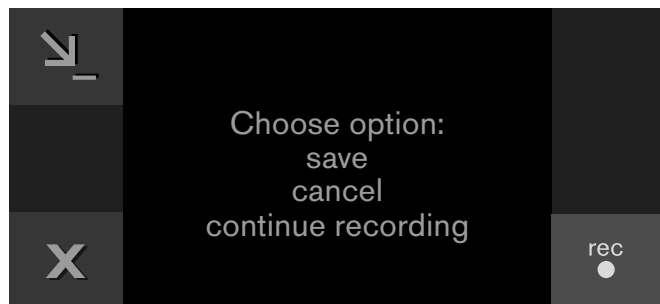 Choose option:
save
cancel
continue recording
X
rec